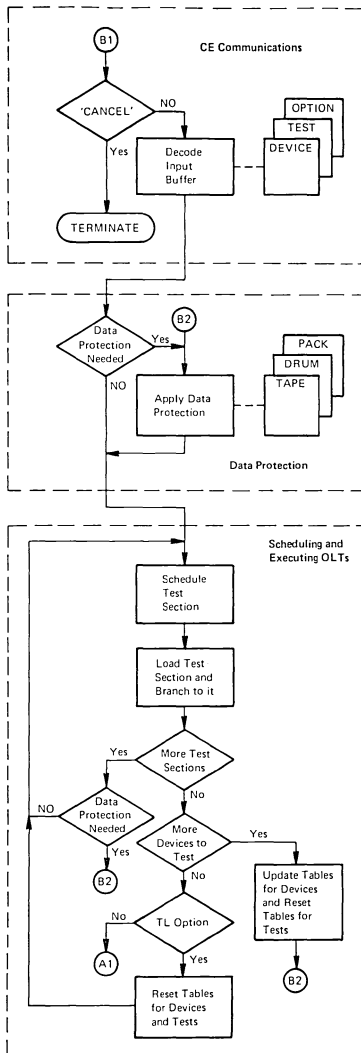 B1
CE Communications
'CANCEL'
NO
Yes
Decode
Input
Buffer
OPTION
TEST
DEVICE
TERMINATE
Data
Protection
Needed
Yes
B2
NO
Apply Data
Protection
PACK
DRUM
TAPE
Data Protection
Scheduling and
Executing OLTs
Schedule
Test
Section
Load Test
Section and
Branch to it
More Test
Sections
Yes
No
NO
Data
Protection
Needed
Yes
B2
More
Devices to
Test
Yes
No
Update Tables
for Devices
and Reset
Tables for
Tests
B2
TL Option
No
A1
Yes
Reset Tables
for Devices
and Tests